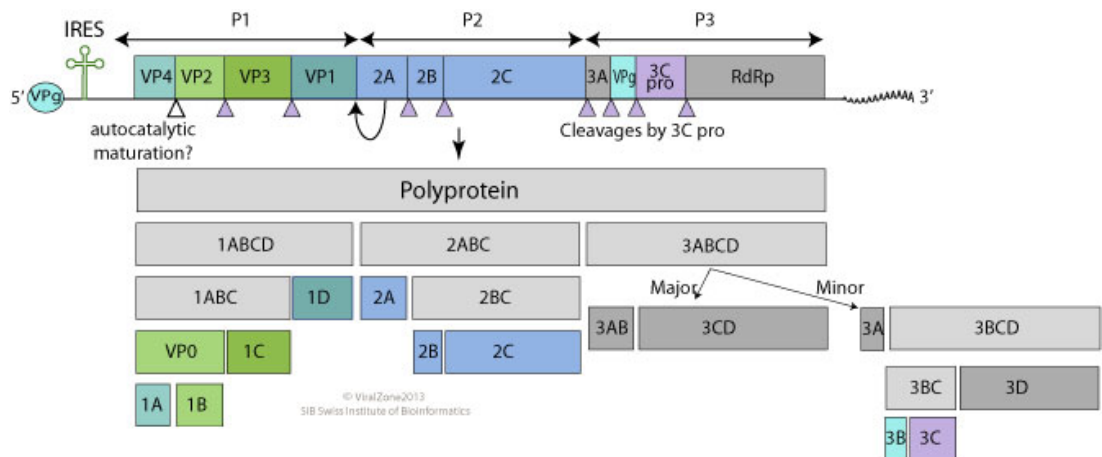 IRES
P1
P2
P3
VP4 VP2 VP3 VP1 2A 2B 2C 3A VPg 3C pro RdRp
5' VPg
3'
autocatalytic
maturation?
Cleavages by 3C pro
Polyprotein
1ABCD 2ABC 3ABCD
1ABC 1D 2A 2BC
Major
Minor
3AB 3CD 3A 3BCD
VP0 1C 2B 2C
3BC 3D
1A 1B
© ViralZone2013
SIB Swiss Institute of Bioinformatics
3B 3C